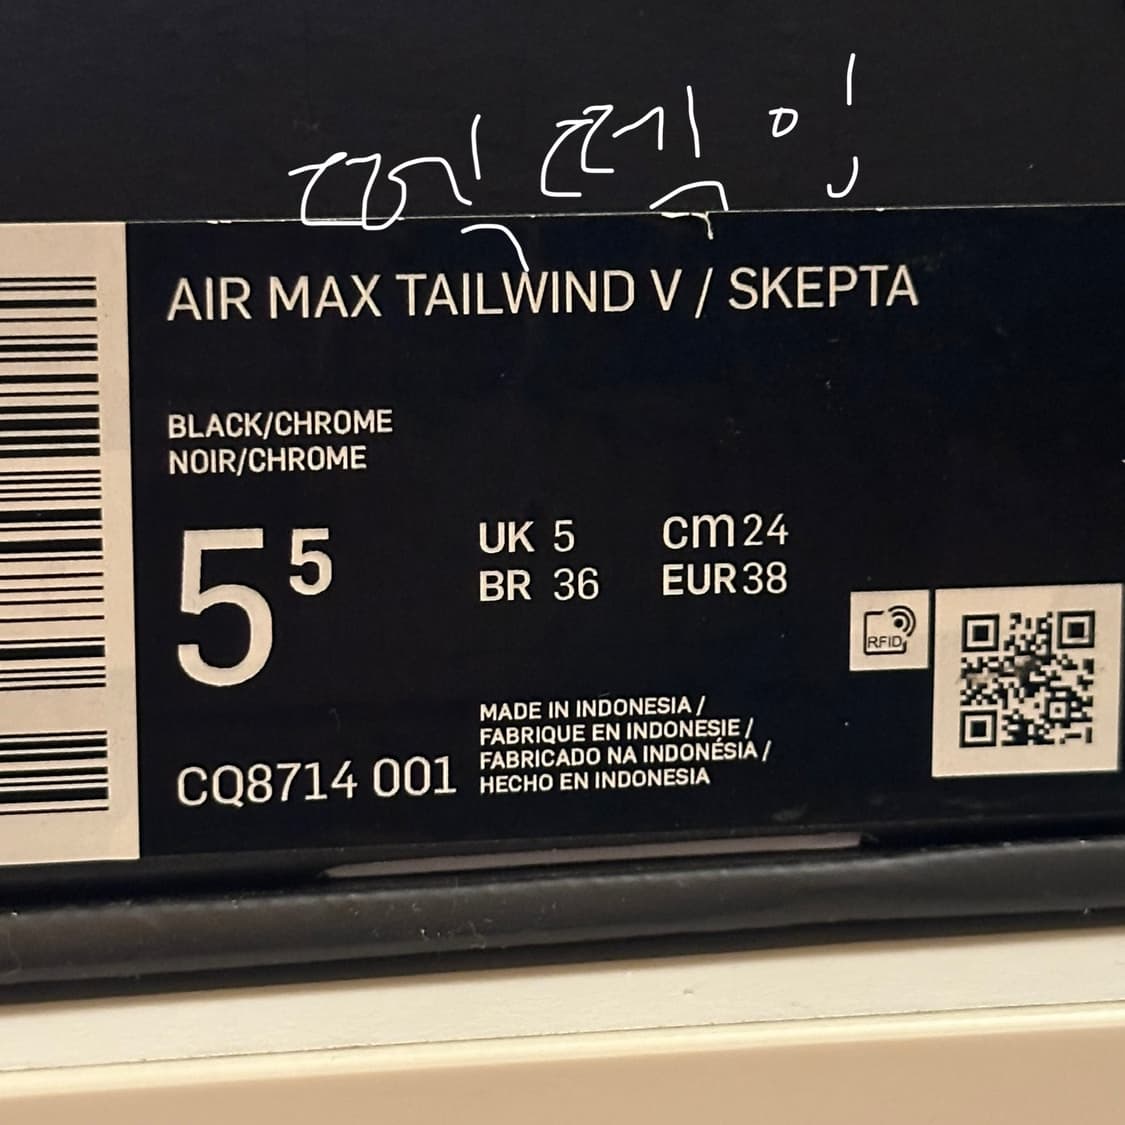 AIR MAX TAILWIND V / SKEPTA
BLACK/CHROME
NOIR/CHROME
5 5
UK 5 cm 24
BR 36 EUR 38
RFID
MADE IN INDONESIA /
FABRIQUE EN INDONESIE /
FABRICADO NA INDONÉSIA /
HECHO EN INDONESIA
CQ8714 001